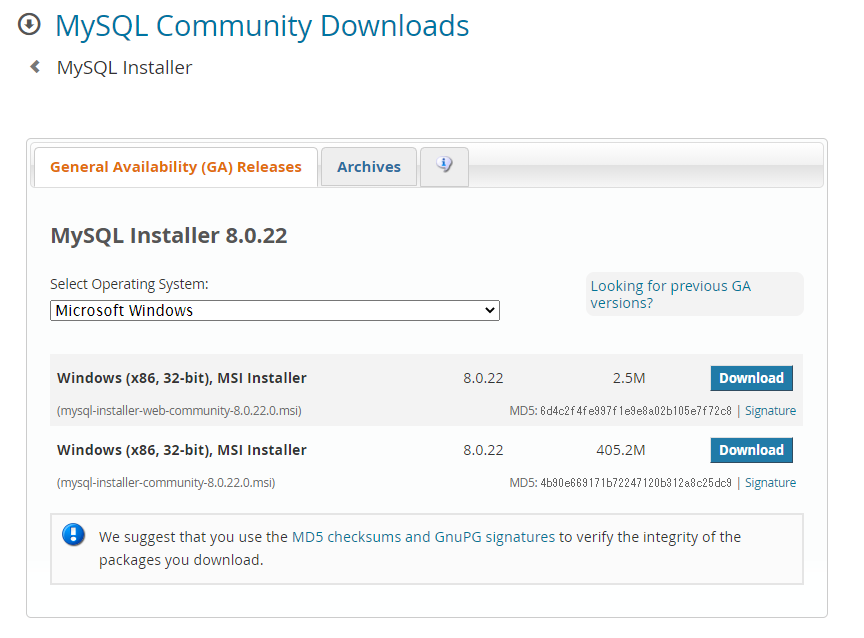 MySQL Community Downloads
MySQL Installer
General Availability (GA) Releases
Archives
MySQL Installer 8.0.22
Select Operating System:
Microsoft Windows
Looking for previous GA
versions?
Windows (x86, 32-bit), MSI Installer 8.0.22 2.5M Download
(mysql-installer-web-community-8.0.22.0.msi) MD5: 6d4c2f4fe997f1e9e8a02b105e7f72c8 | Signature
Windows (x86, 32-bit), MSI Installer 8.0.22 405.2M Download
(mysql-installer-community-8.0.22.0.msi) MD5: 4b90e669171b72247120b312a8c25dc9 | Signature
We suggest that you use the MD5 checksums and GnuPG signatures to verify the integrity of the
packages you download.